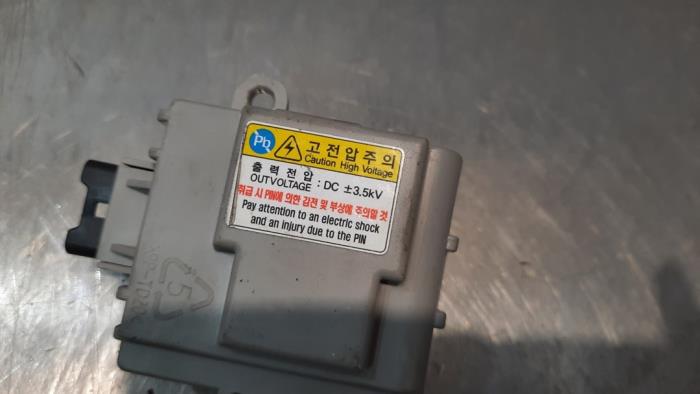 Pb
고전압주의
Caution High Voltage
출력전압
OUTVOLTAGE : DC ±3.5kV
취급 시 PIN에 의한 감전 및 부상에 주의할 것
Pay attention to an electric shock
and an injury due to the PIN
5